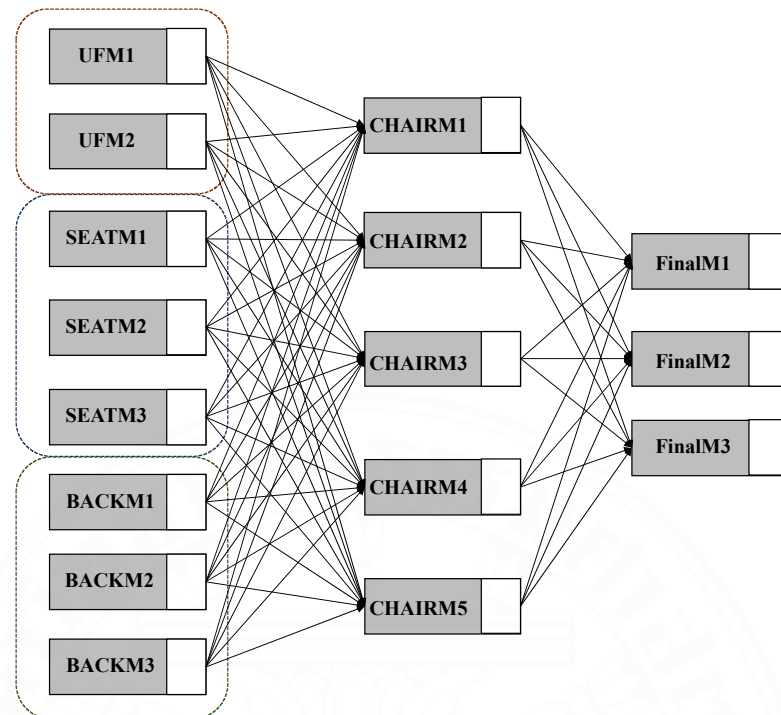 UFM1
UFM2
SEATM1
SEATM2
SEATM3
BACKM1
BACKM2
BACKM3
CHAIRM1
CHAIRM2
CHAIRM3
CHAIRM4
CHAIRM5
FinalM1
FinalM2
FinalM3